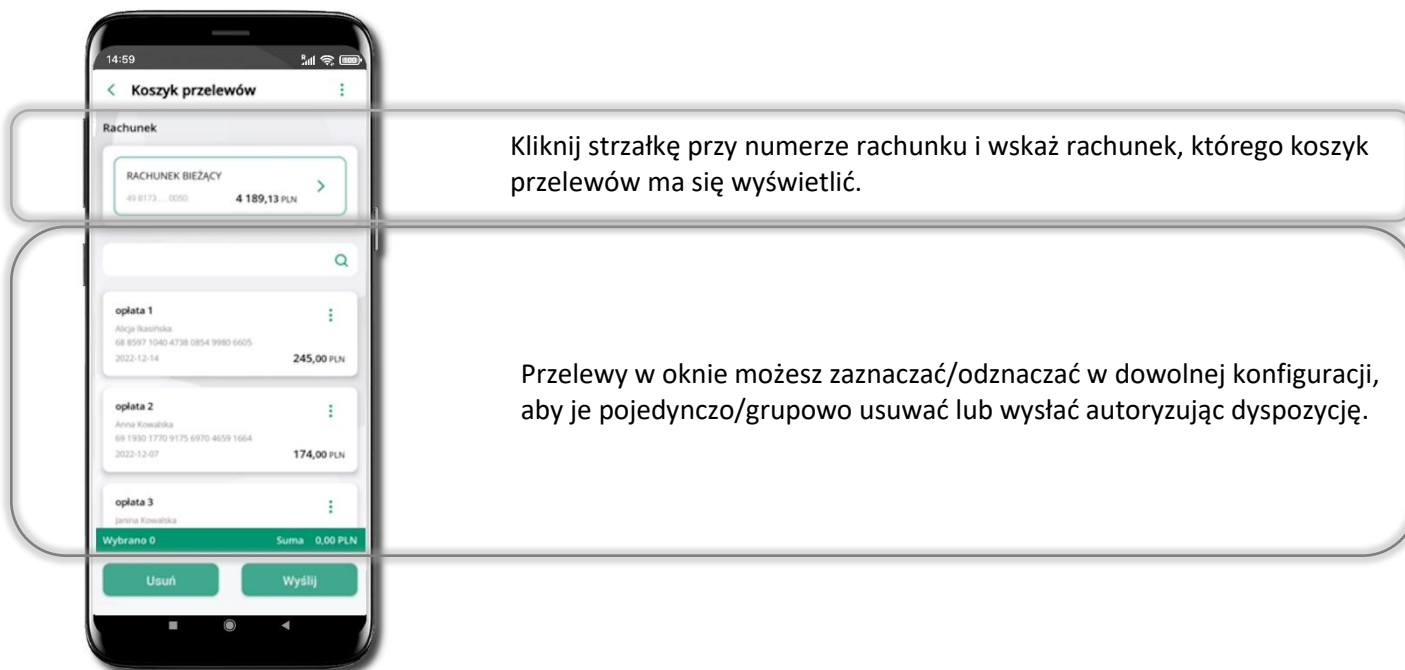 14:59
Koszyk przelewów
Rachunek
RACHUNEK BIEŻĄCY
49 8173 ... 0050 4 189,13 PLN
Kliknij strzałkę przy numerze rachunku i wskaż rachunek, którego koszyk
przelewów ma się wyświetlić.
opłata 1
Alicja Ikasińska
68 8597 1040 4738 0854 9980 6605
2022-12-14 245,00 PLN
opłata 2
Anna Kowalska
69 1930 1770 9175 6970 4659 1664
2022-12-07 174,00 PLN
opłata 3
Janina Kowalska
Przelewy w oknie możesz zaznaczać/odznaczać w dowolnej konfiguracji,
aby je pojedynczo/grupowo usuwać lub wysłać autoryzując dyspozycję.
Wybrano 0 Suma 0,00 PLN
Usuń Wyślij